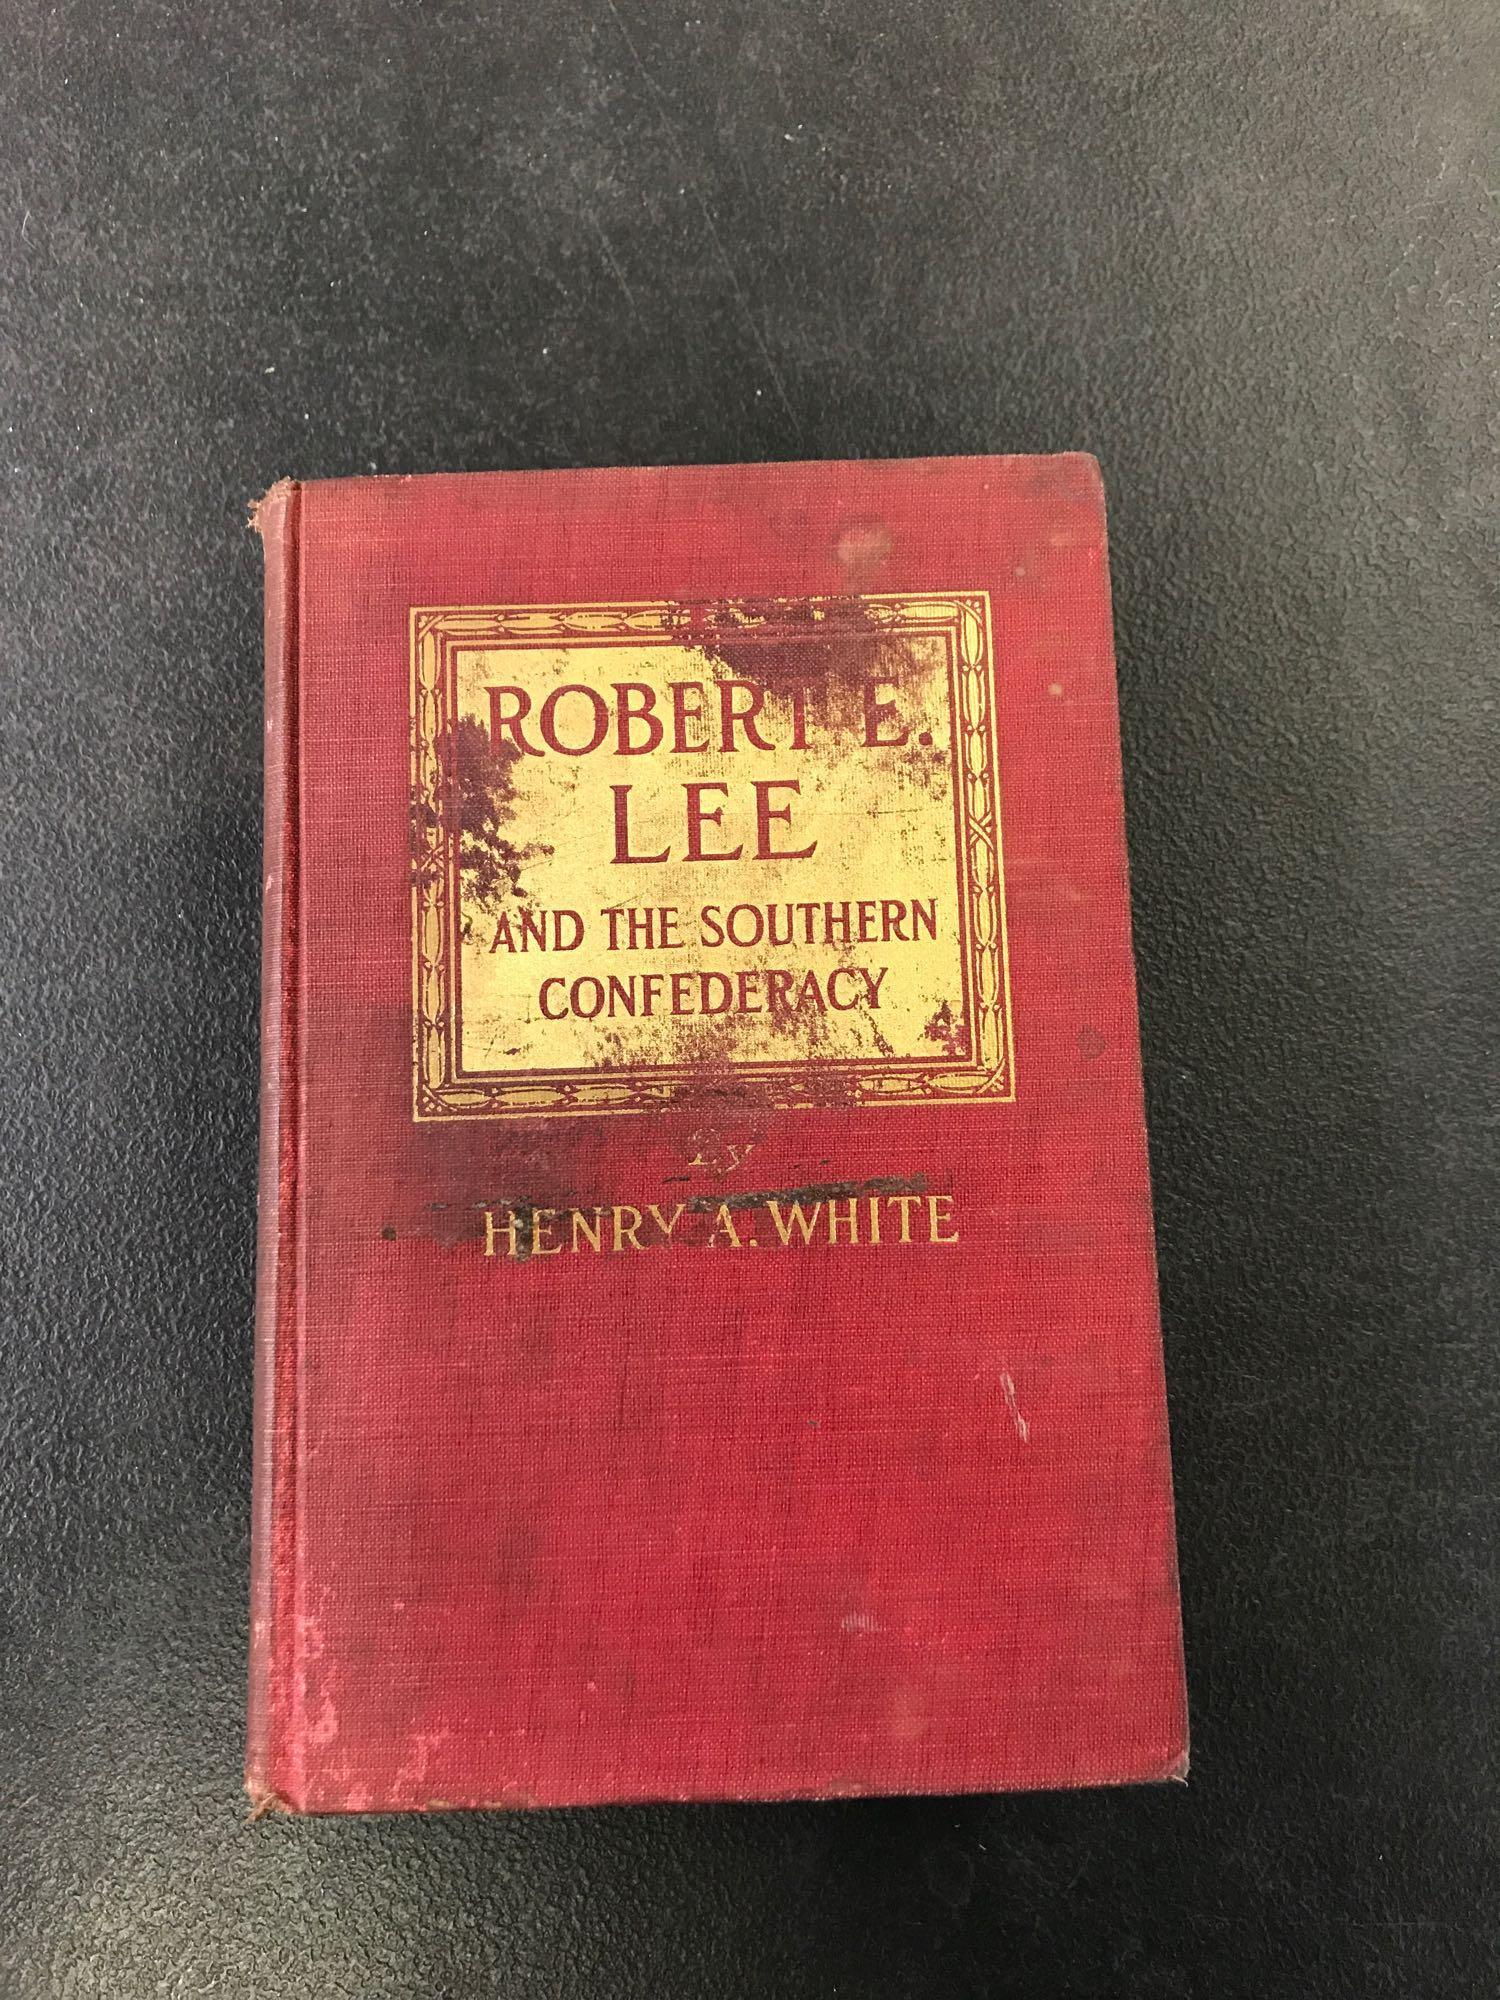 ROBERT E.
LEE
AND THE SOUTHERN
CONFEDERACY
By
HENRY A. WHITE